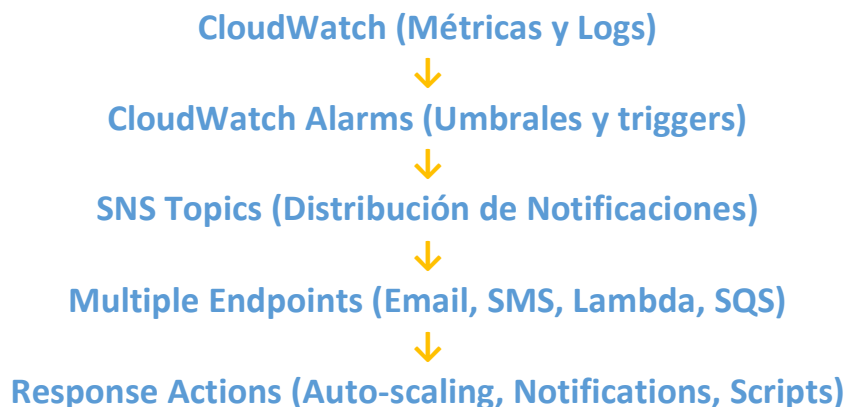 CloudWatch (Métricas y Logs)
↓
CloudWatch Alarms (Umbrales y triggers)
↓
SNS Topics (Distribución de Notificaciones)
↓
Multiple Endpoints (Email, SMS, Lambda, SQS)
↓
Response Actions (Auto-scaling, Notifications, Scripts)